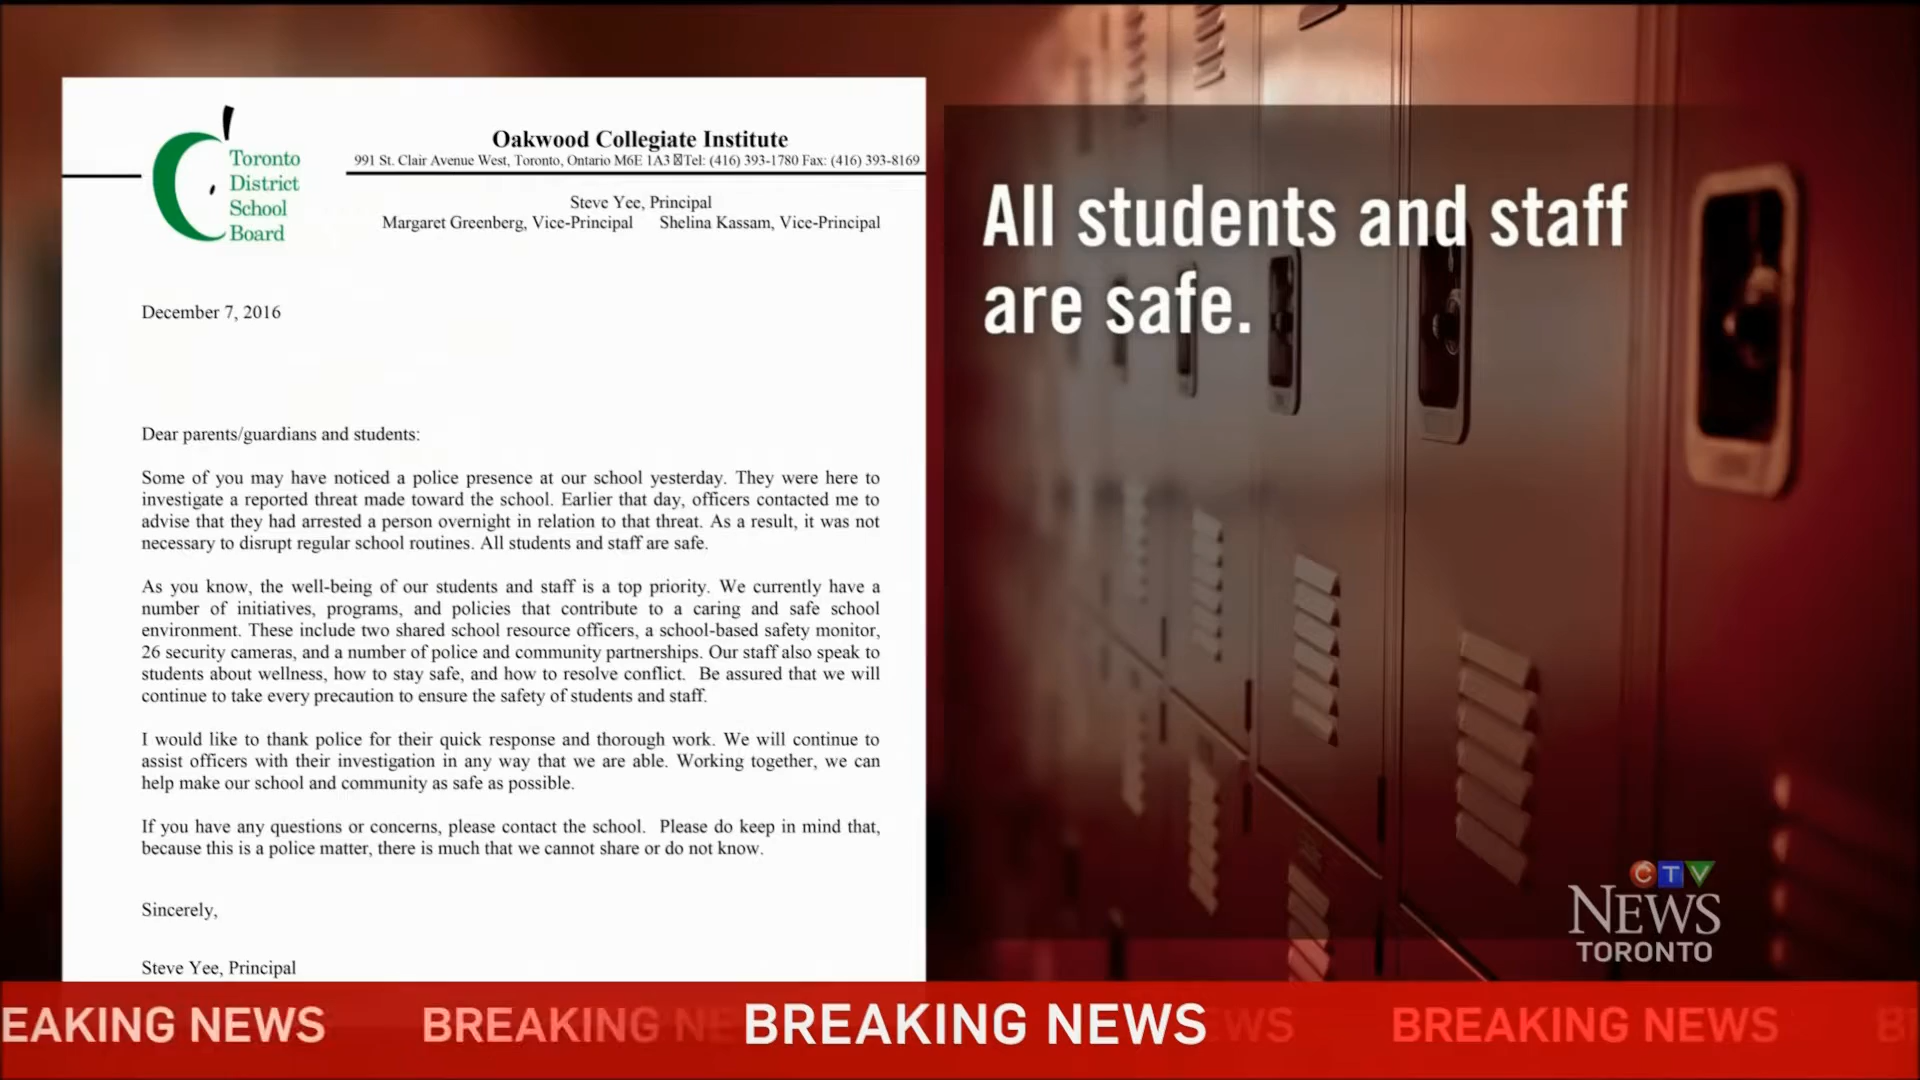 Toronto
District
School
Board
Oakwood Collegiate Institute
991 St. Clair Avenue West, Toronto, Ontario M6E 1A3 Tel: (416) 393-1780 Fax: (416) 393-8169
Steve Yee, Principal
Margaret Greenberg, Vice-Principal Shelina Kassam, Vice-Principal
December 7, 2016
Dear parents/guardians and students:
Some of you may have noticed a police presence at our school yesterday. They were here to
investigate a reported threat made toward the school. Earlier that day, officers contacted me to
advise that they had arrested a person overnight in relation to that threat. As a result, it was not
necessary to disrupt regular school routines. All students and staff are safe.
As you know, the well-being of our students and staff is a top priority. We currently have a
number of initiatives, programs, and policies that contribute to a caring and safe school
environment. These include two shared school resource officers, a school-based safety monitor,
26 security cameras, and a number of police and community partnerships. Our staff also speak to
students about wellness, how to stay safe, and how to resolve conflict. Be assured that we will
continue to take every precaution to ensure the safety of students and staff.
I would like to thank police for their quick response and thorough work. We will continue to
assist officers with their investigation in any way that we are able. Working together, we can
help make our school and community as safe as possible.
If you have any questions or concerns, please contact the school. Please do keep in mind that,
because this is a police matter, there is much that we cannot share or do not know.
Sincerely,
Steve Yee, Principal
All students and staff
are safe.
CTV
NEWS
TORONTO
EAKING NEWS BREAKING NE BREAKING NEWS WS BREAKING NEWS